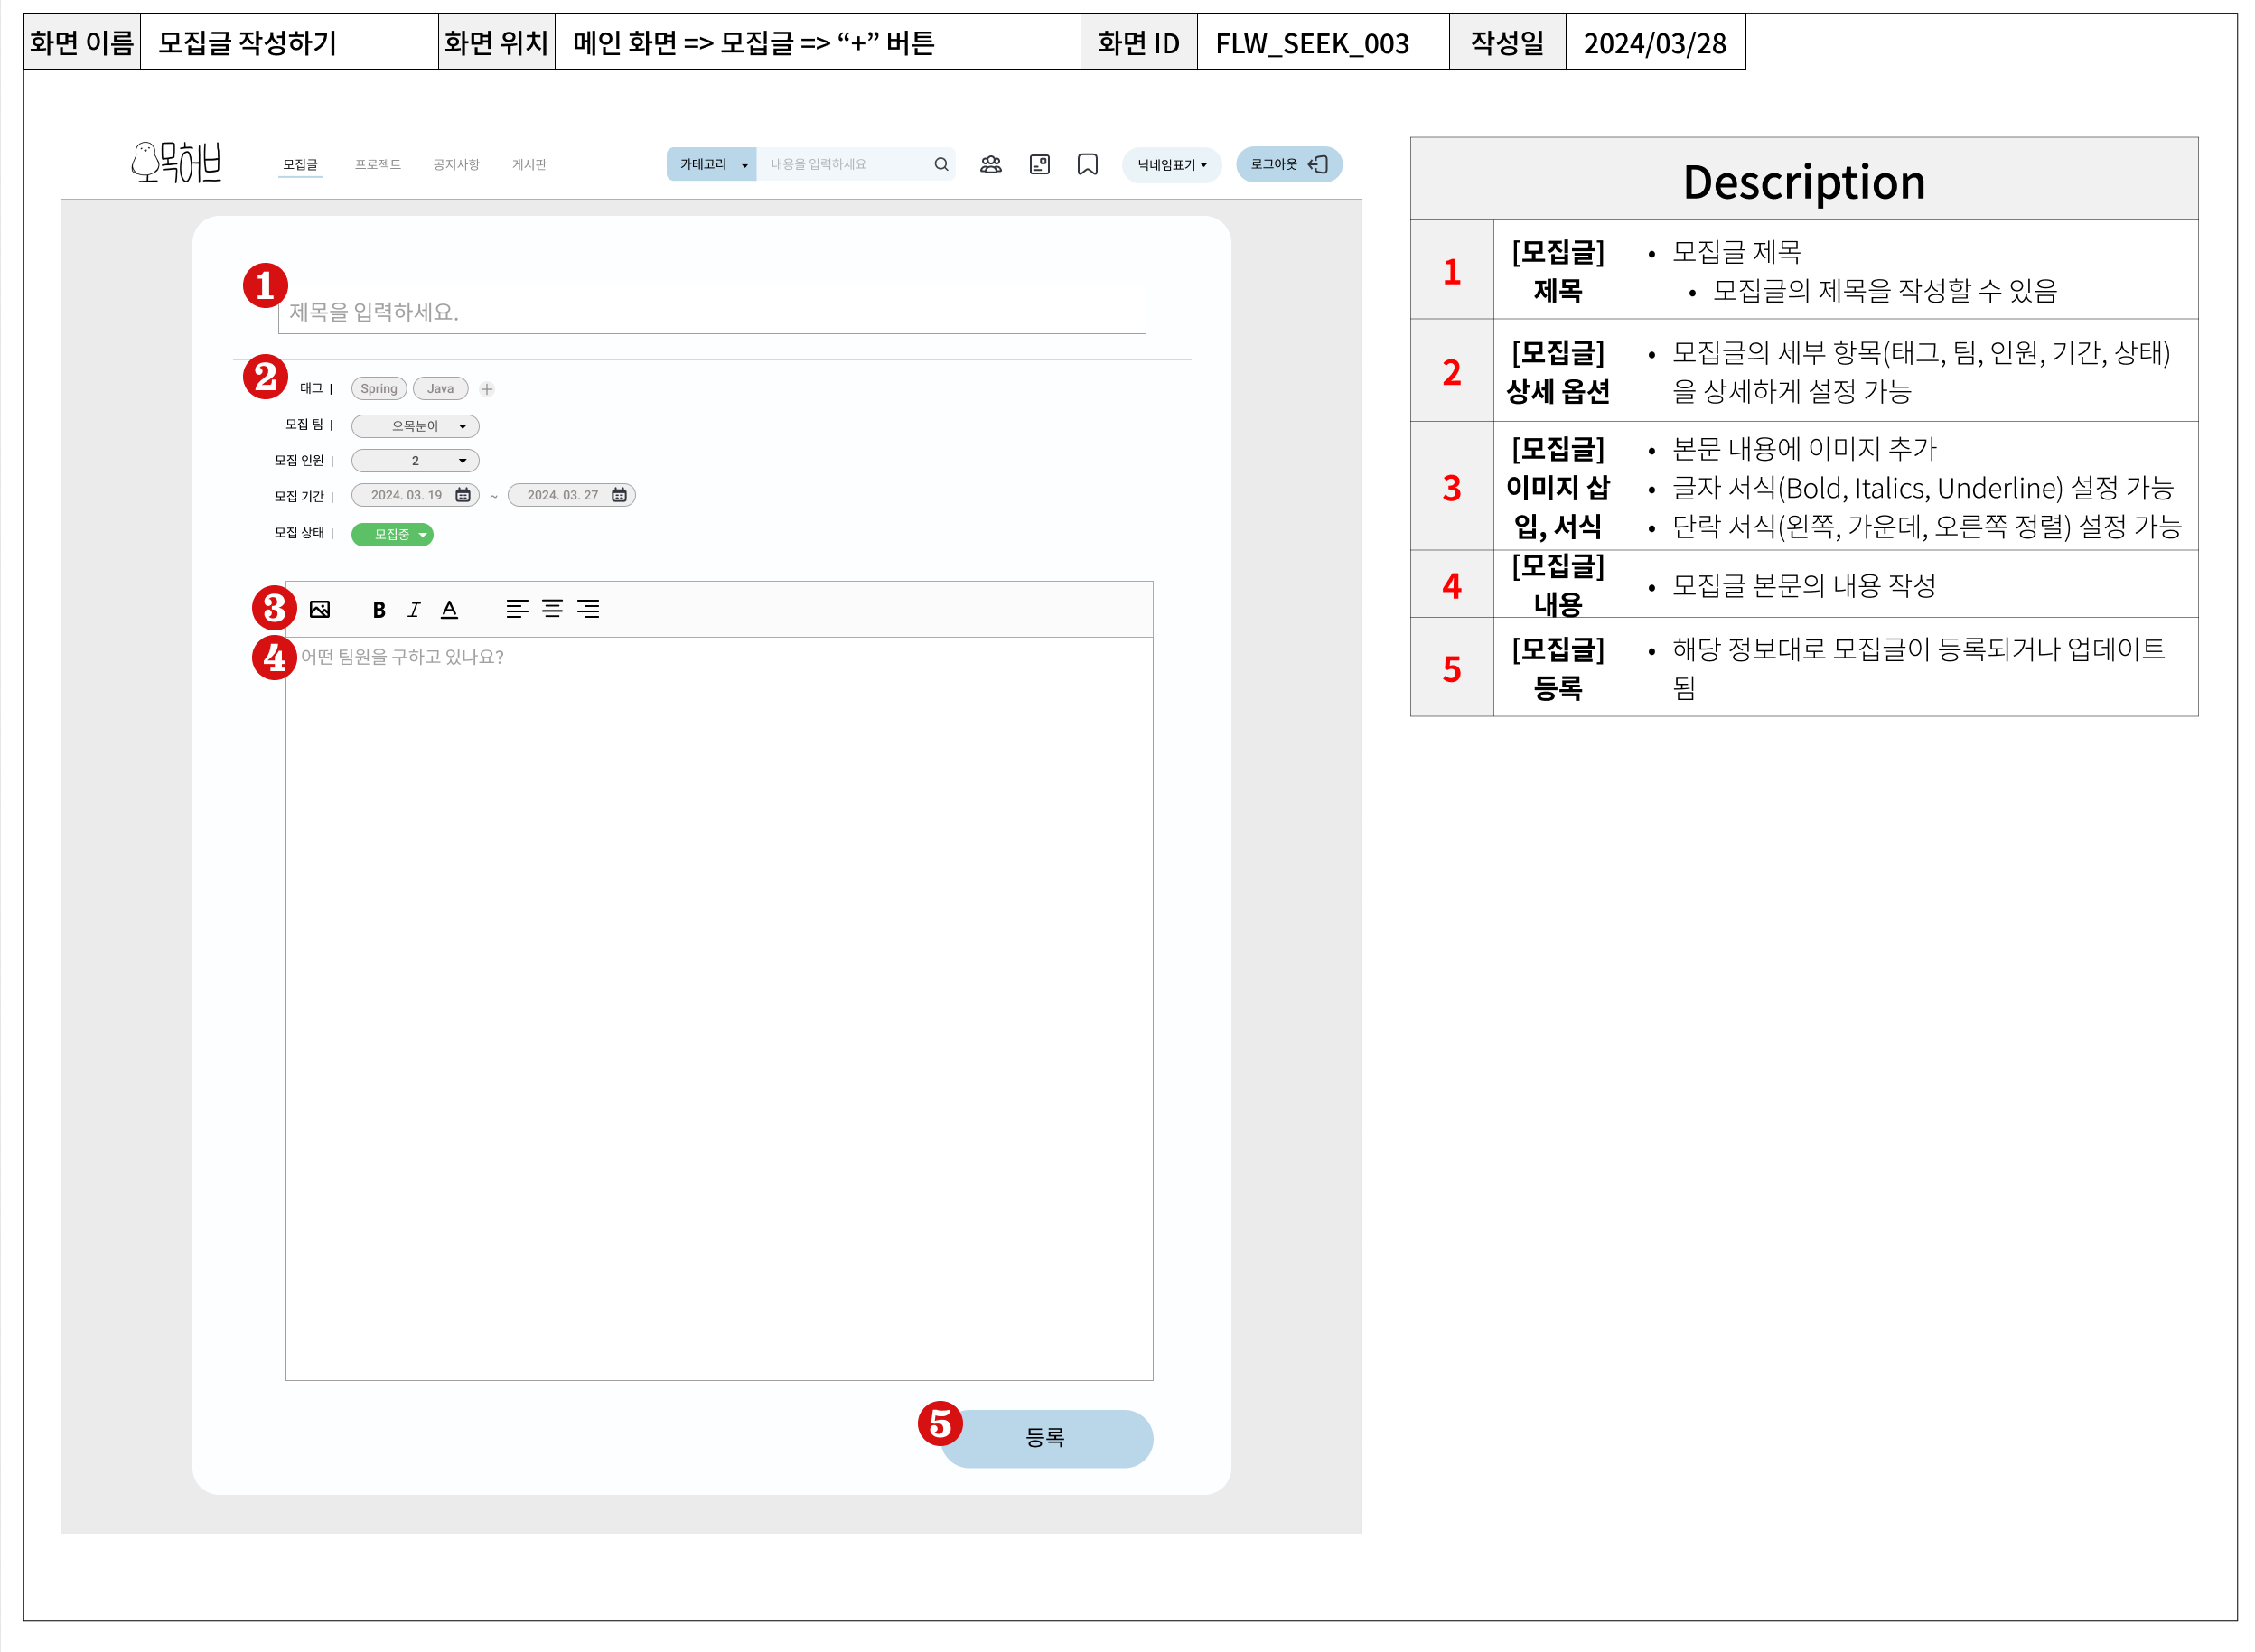 화면 이름 모집글 작성하기 화면 위치 메인 화면 => 모집글 => “+” 버튼 화면 ID FLW_SEEK_003 작성일 2024/03/28
오목허브 모집글 프로젝트 공지사항 게시판 카테고리 내용을 입력하세요 닉네임표기 로그아웃
1
제목을 입력하세요.
2
태그 | Spring Java +
모집 팀 | 오목눈이
모집 인원 | 2
모집 기간 | 2024. 03. 19 ~ 2024. 03. 27
모집 상태 | 모집중
3 B I A
4 어떤 팀원을 구하고 있나요?
5 등록
Description
1 [모집글] 제목
• 모집글 제목
• 모집글의 제목을 작성할 수 있음
2 [모집글] 상세 옵션
• 모집글의 세부 항목(태그, 팀, 인원, 기간, 상태)
을 상세하게 설정 가능
3 [모집글] 이미지 삽입, 서식
• 본문 내용에 이미지 추가
• 글자 서식(Bold, Italics, Underline) 설정 가능
• 단락 서식(왼쪽, 가운데, 오른쪽 정렬) 설정 가능
4 [모집글] 내용
• 모집글 본문의 내용 작성
5 [모집글] 등록
• 해당 정보대로 모집글이 등록되거나 업데이트
됨